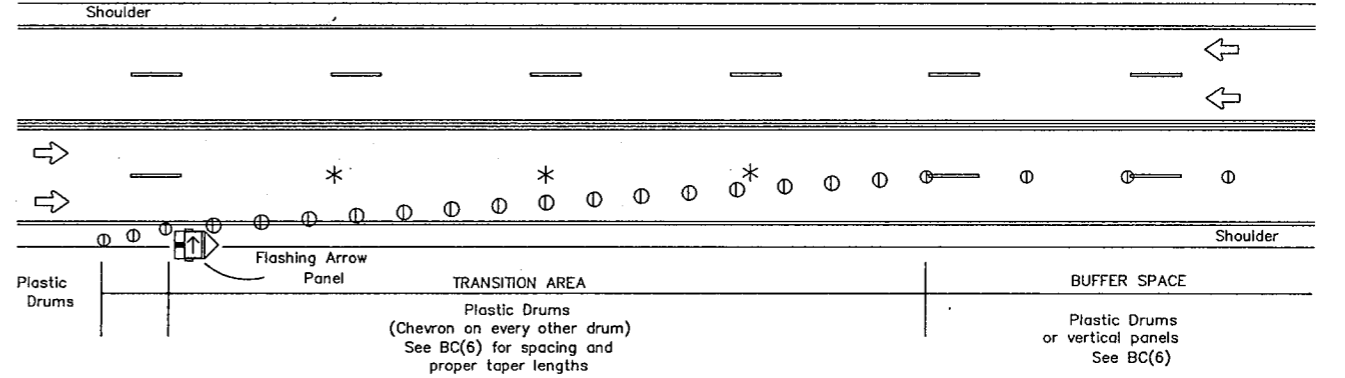 Shoulder
Shoulder
Flashing Arrow
Panel
Plastic
Drums
TRANSITION AREA
BUFFER SPACE
Plastic Drums
(Chevron on every other drum)
See BC(6) for spacing and
proper taper lengths
Plastic Drums
or vertical panels
See BC(6)